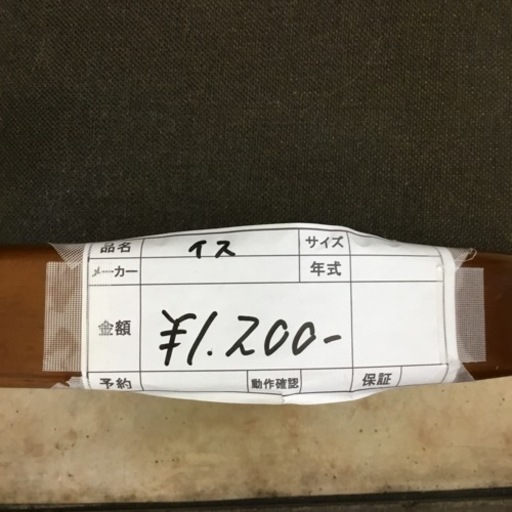 品名 イス サイズ
メーカー 年式
金額 ¥1.200-
予約 動作確認 保証